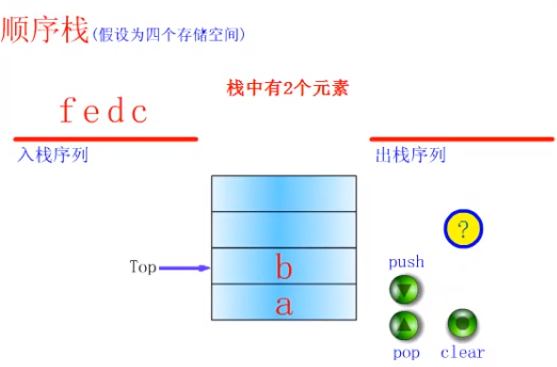 顺序栈(假设为四个存储空间)
栈中有2个元素
fedc
入栈序列
出栈序列
?
b
Top
push
a
pop clear